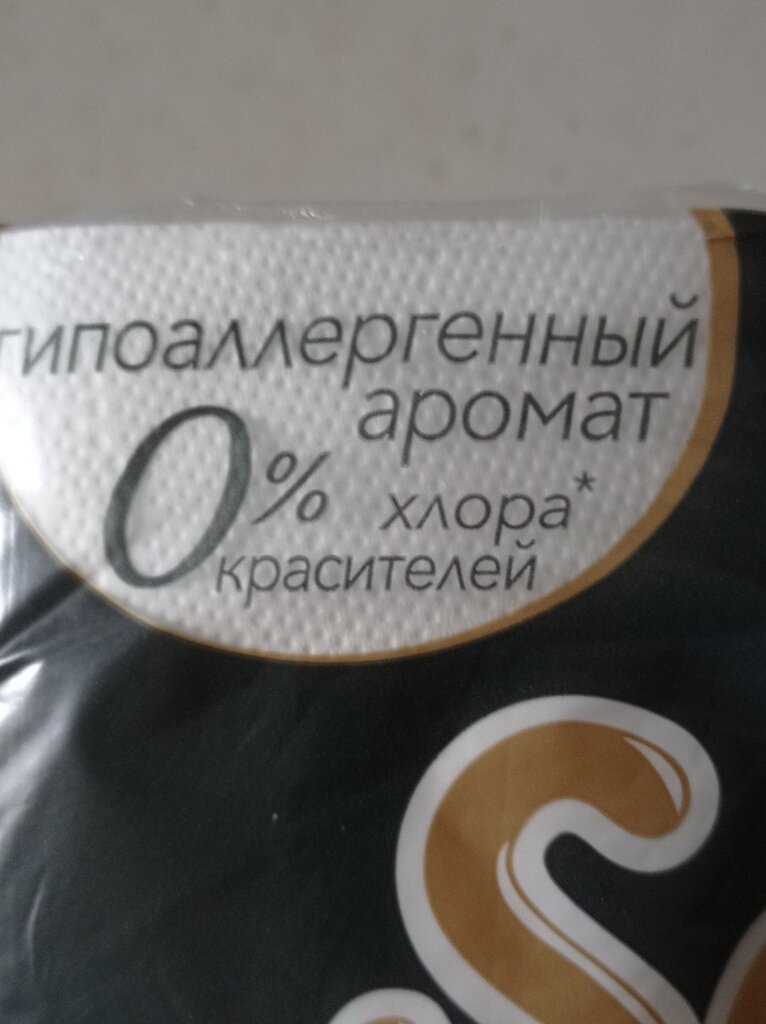 гипоаллергенный
аромат
0% хлора*
красителей